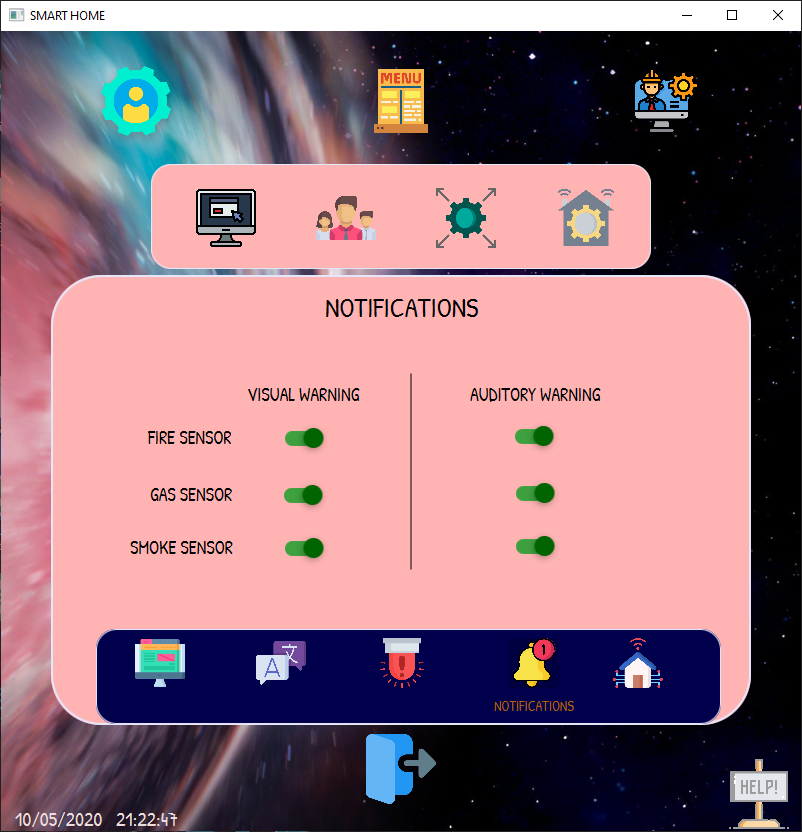 SMART HOME
MENU
NOTIFICATIONS
VISUAL WARNING AUDITORY WARNING
FIRE SENSOR
GAS SENSOR
SMOKE SENSOR
A 文
1
NOTIFICATIONS
HELP!
10/05/2020 21:22:47